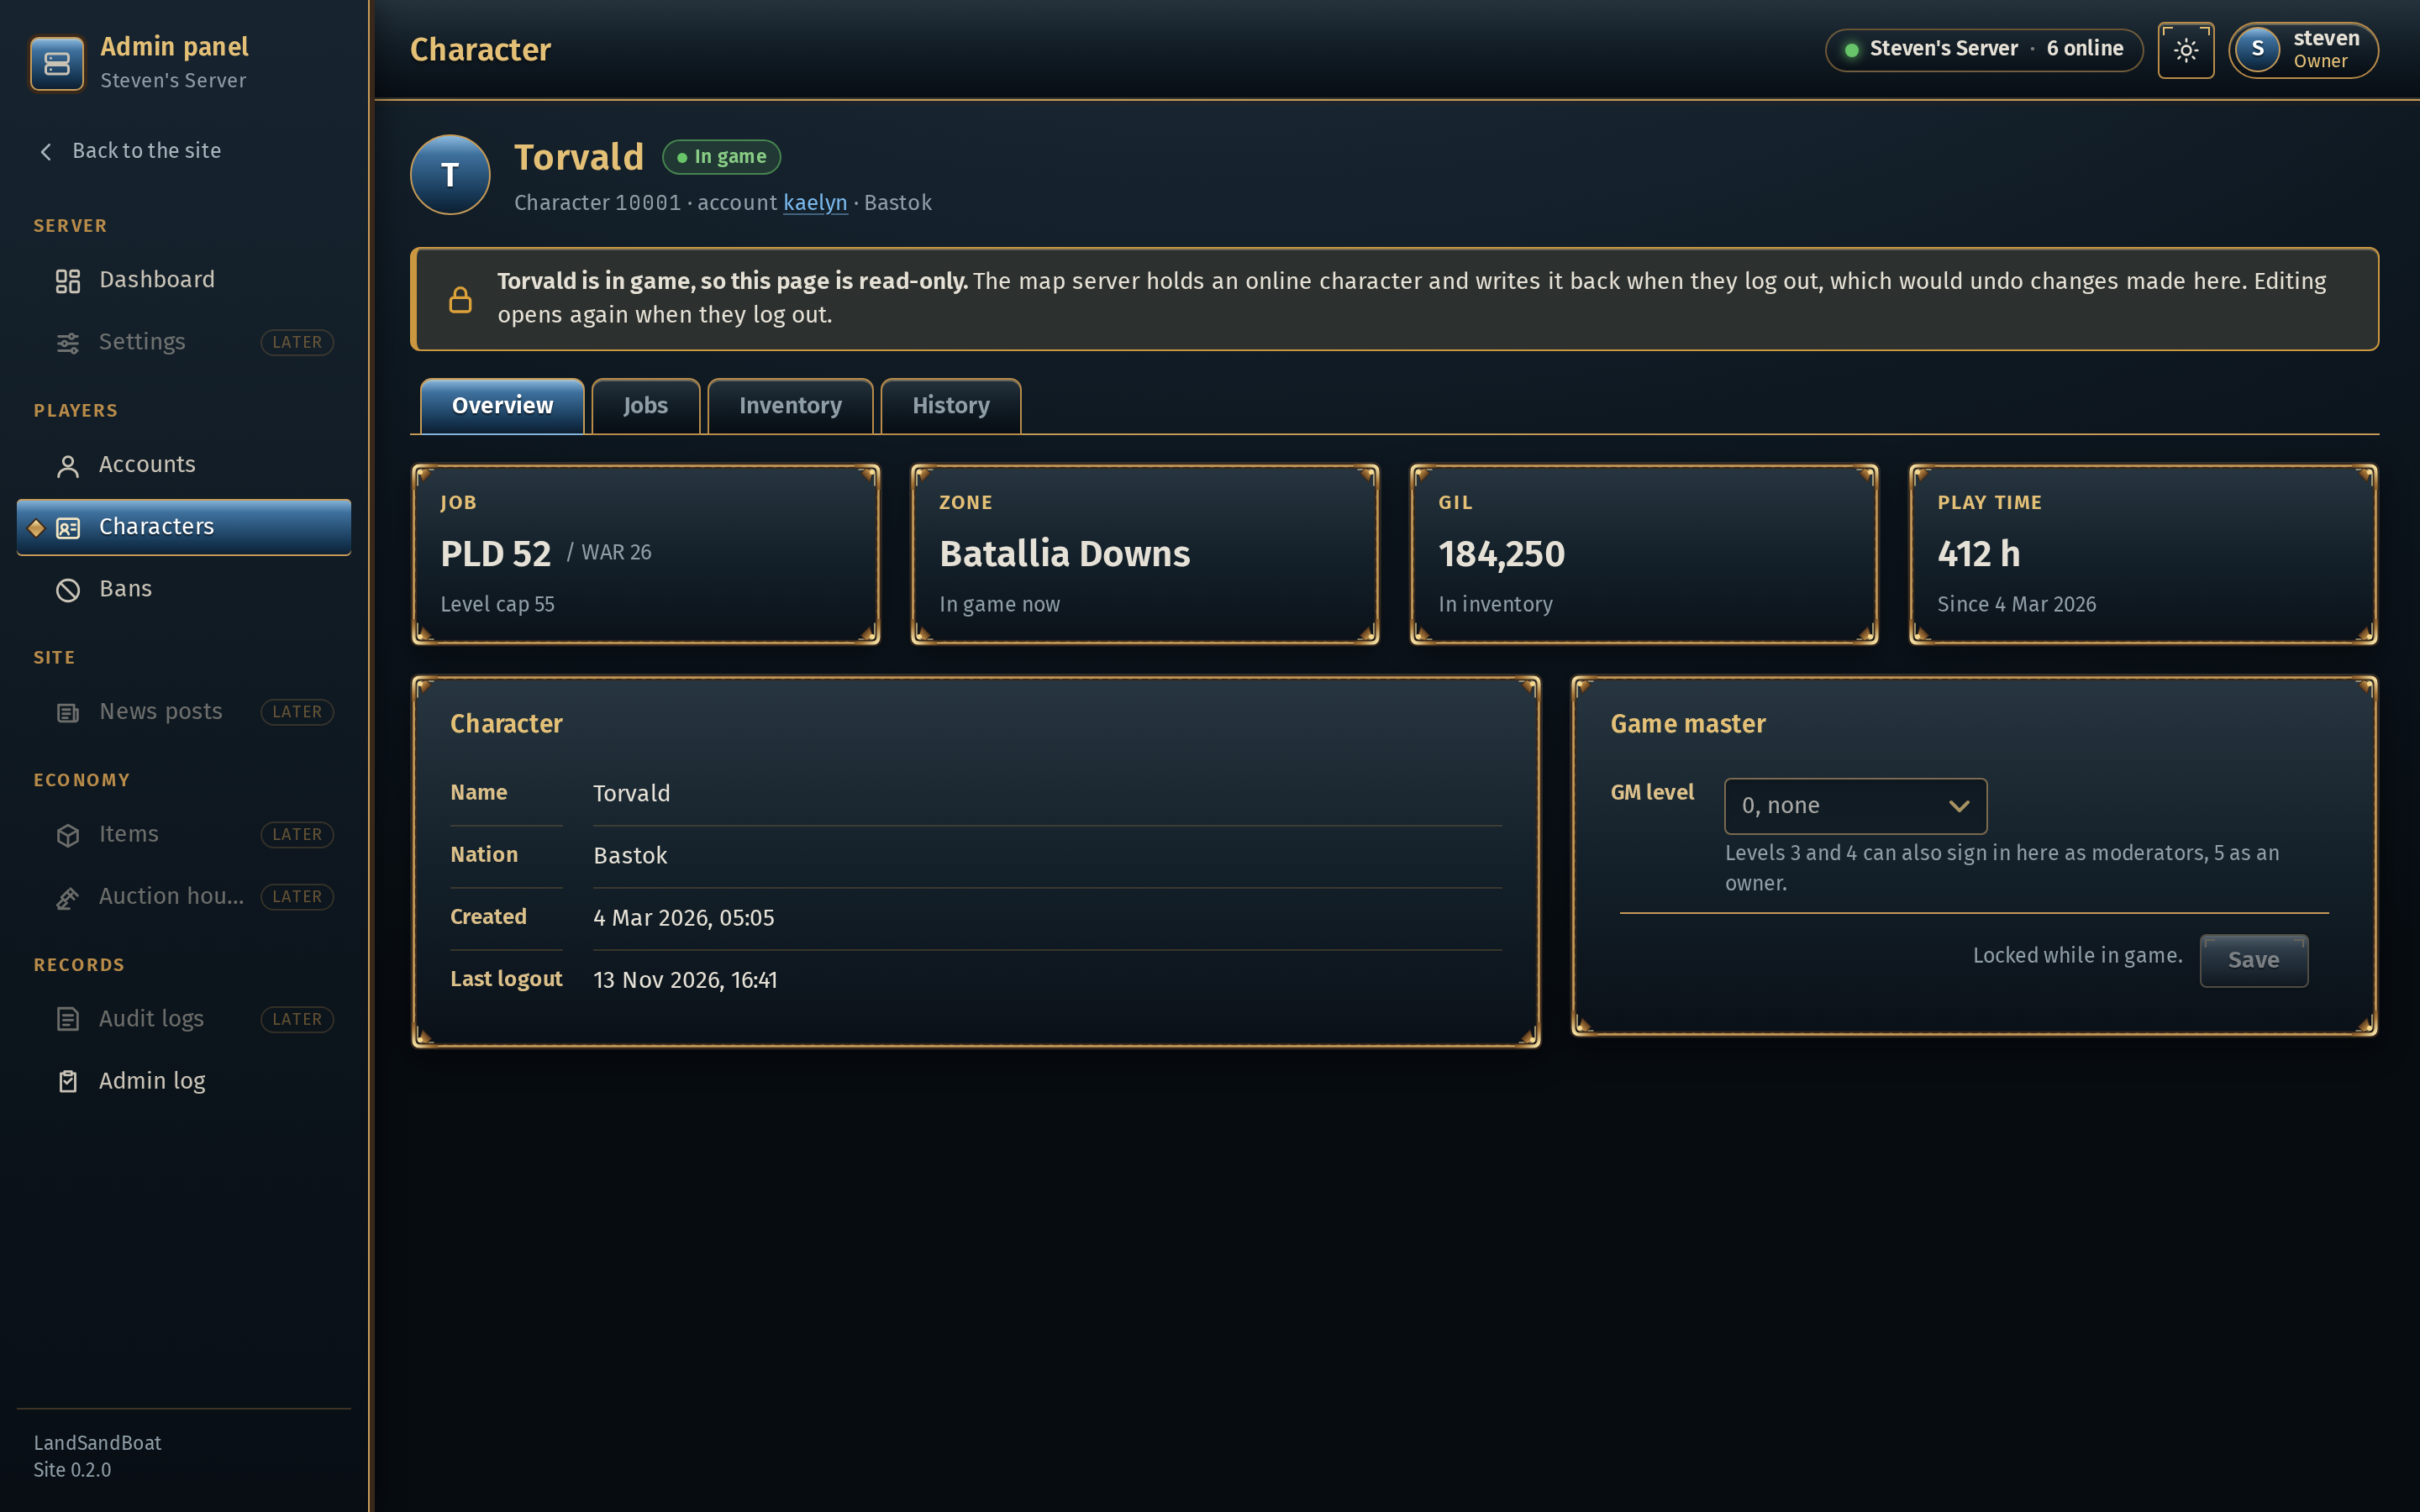 Admin panel
Steven's Server
Back to the site
SERVER
Dashboard
Settings LATER
PLAYERS
Accounts
Characters
Bans
SITE
News posts LATER
ECONOMY
Items LATER
Auction hou... LATER
RECORDS
Audit logs LATER
Admin log
LandSandBoat
Site 0.2.0
Character
Steven's Server · 6 online
S
steven
Owner
T
Torvald
In game
Character 10001 · account kaelyn · Bastok
Torvald is in game, so this page is read-only. The map server holds an online character and writes it back when they log out, which would undo changes made here. Editing
opens again when they log out.
Overview
Jobs
Inventory
History
JOB
PLD 52 / WAR 26
Level cap 55
ZONE
Batallia Downs
In game now
GIL
184,250
In inventory
PLAY TIME
412 h
Since 4 Mar 2026
Character
Name Torvald
Nation Bastok
Created 4 Mar 2026, 05:05
Last logout 13 Nov 2026, 16:41
Game master
GM level 0, none
Levels 3 and 4 can also sign in here as moderators, 5 as an
owner.
Locked while in game. Save